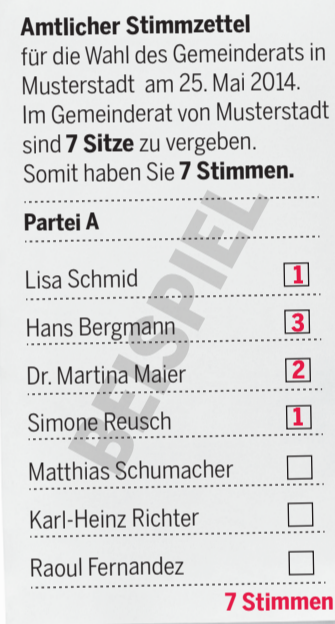 Amtlicher Stimmzettel
für die Wahl des Gemeinderats in
Musterstadt am 25. Mai 2014.
Im Gemeinderat von Musterstadt
sind 7 Sitze zu vergeben.
Somit haben Sie 7 Stimmen.
Partei A
BEISPIEL
Lisa Schmid 1
Hans Bergmann 3
Dr. Martina Maier 2
Simone Reusch 1
Matthias Schumacher
Karl-Heinz Richter
Raoul Fernandez
7 Stimmen